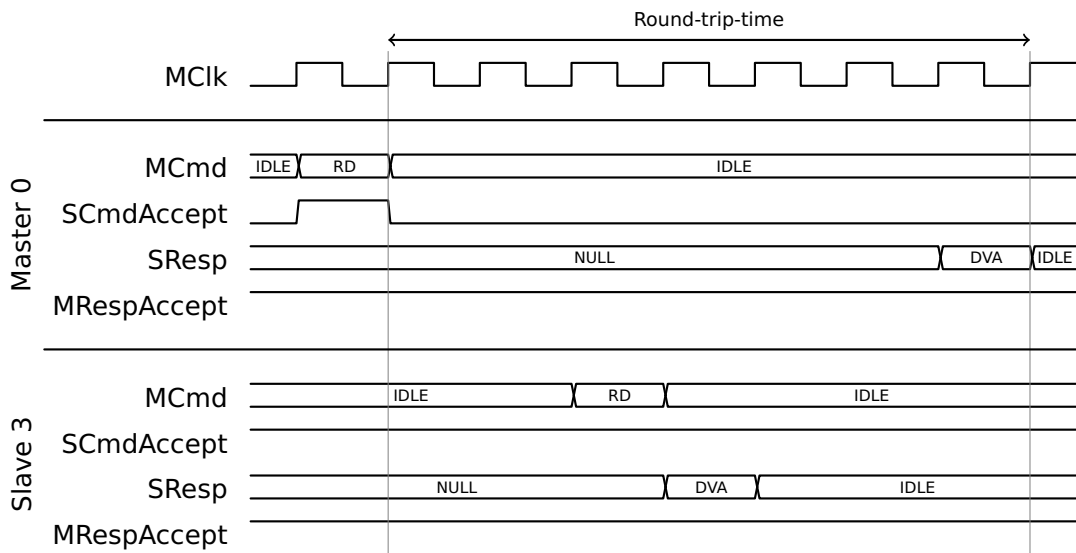 Round-trip-time
MClk
Master 0
MCmd IDLE RD IDLE
SCmdAccept
SResp NULL DVA IDLE
MRespAccept
Slave 3
MCmd IDLE RD IDLE
SCmdAccept
SResp NULL DVA IDLE
MRespAccept